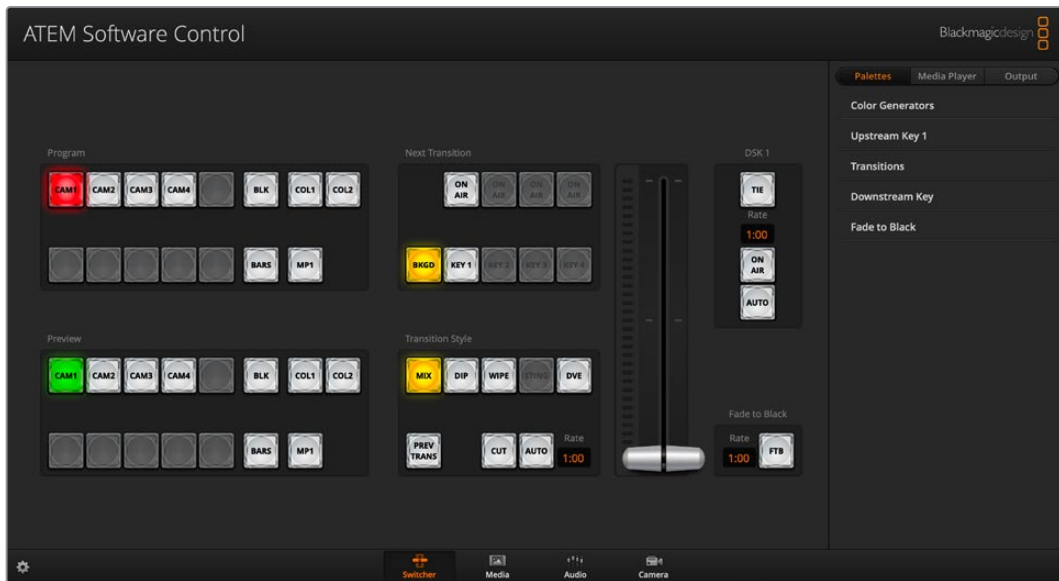 ATEM Software Control
Blackmagicdesign
Palettes Media Player Output
Color Generators
Upstream Key 1
Transitions
Downstream Key
Fade to Black
Program
CAM1 CAM2 CAM3 CAM4 BLK COL1 COL2
BARS MP1
Next Transition
ON AIR ON AIR ON AIR ON AIR
BKGD KEY 1 KEY 2 KEY 3 KEY 4
DSK 1
TIE
Rate
1:00
ON AIR
AUTO
Preview
CAM1 CAM2 CAM3 CAM4 BLK COL1 COL2
BARS MP1
Transition Style
MIX DIP WIPE STING DVE
PREV TRANS CUT AUTO Rate
1:00
Fade to Black
Rate
1:00 FTB
Switcher Media Audio Camera